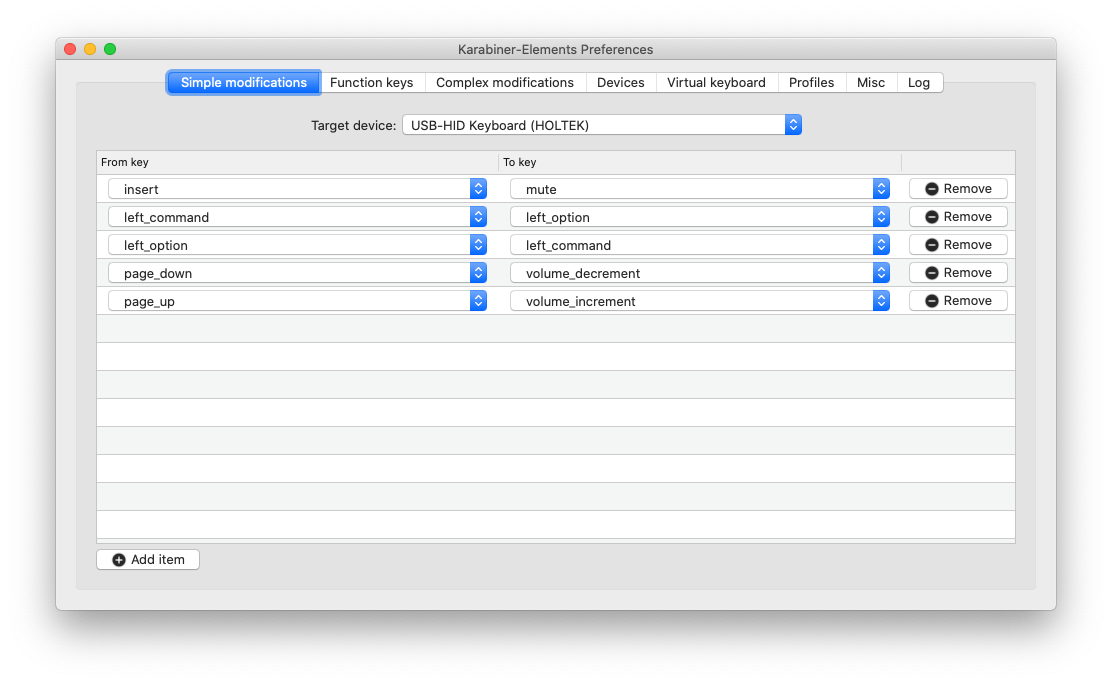 Karabiner-Elements Preferences
Simple modifications Function keys Complex modifications Devices Virtual keyboard Profiles Misc Log
Target device: USB-HID Keyboard (HOLTEK)
From key To key
insert mute Remove
left_command left_option Remove
left_option left_command Remove
page_down volume_decrement Remove
page_up volume_increment Remove
Add item